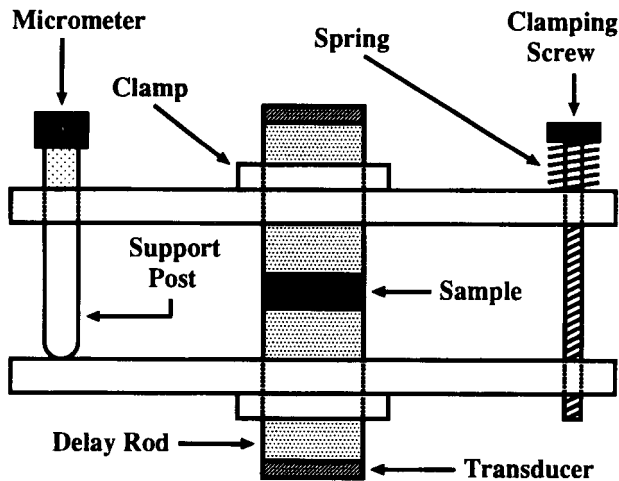 Micrometer
Clamp
Spring
Clamping
Screw
Support
Post
Sample
Delay Rod
Transducer